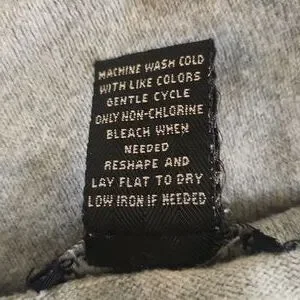 MACHINE WASH COLD
WITH LIKE COLORS
GENTLE CYCLE
ONLY NON-CHLORINE
BLEACH WHEN
NEEDED
RESHAPE AND
LAY FLAT TO DRY
LOW IRON IF NEEDED